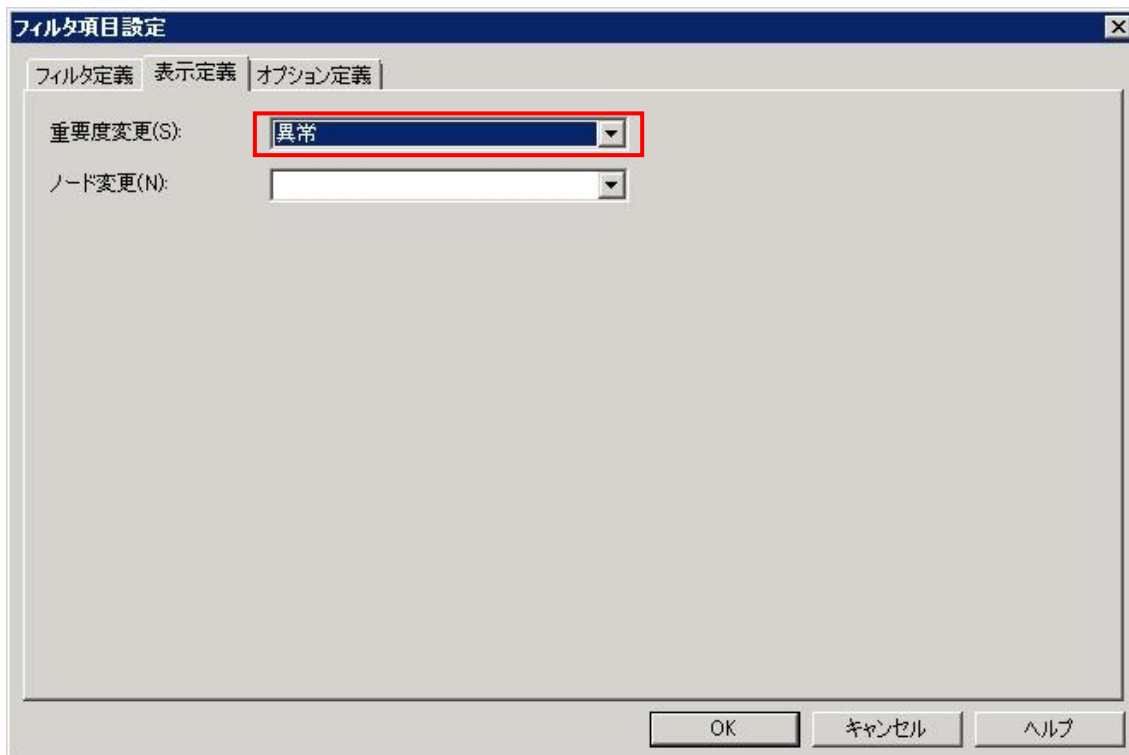 フィルタ項目設定
フィルタ定義 表示定義 オプション定義
重要度変更(S): 異常
ノード変更(N):
OK キャンセル ヘルプ